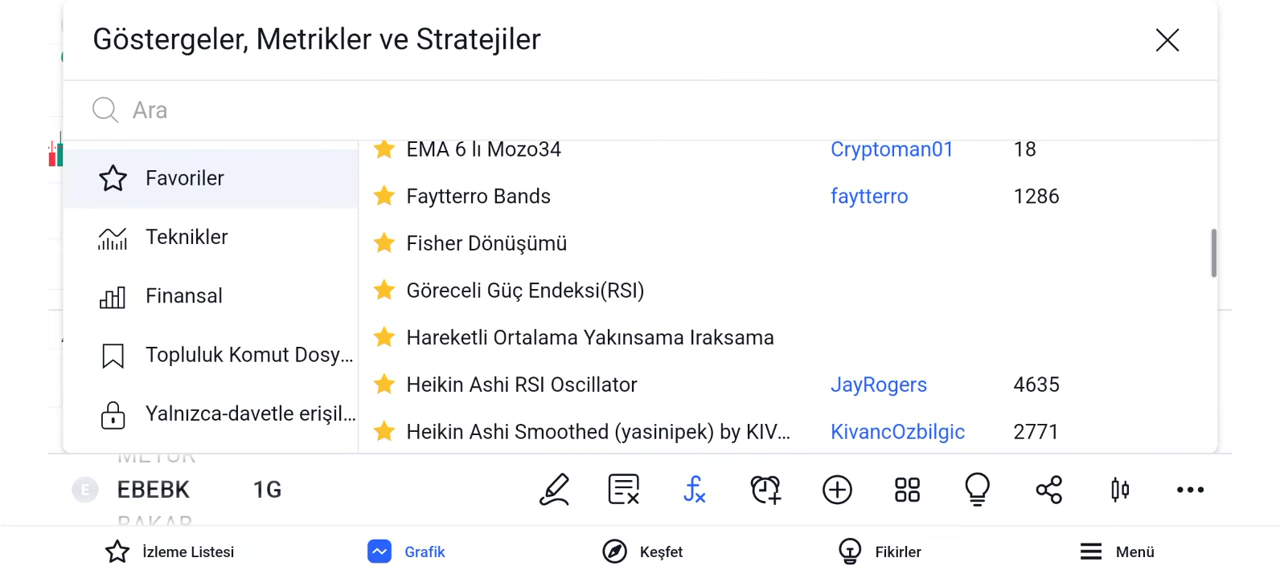 Göstergeler, Metrikler ve Stratejiler
Ara
Favoriler
Teknikler
Finansal
Topluluk Komut Dosy...
Yalnızca-davetle erişil...
EMA 6 lı Mozo34 Cryptoman01 18
Faytterro Bands faytterro 1286
Fisher Dönüşümü
Göreceli Güç Endeksi(RSI)
Hareketli Ortalama Yakınsama Iraksama
Heikin Ashi RSI Oscillator JayRogers 4635
Heikin Ashi Smoothed (yasinipek) by KIV... KivancOzbilgic 2771
E EBEBK 1G
İzleme Listesi Grafik Keşfet Fikirler Menü